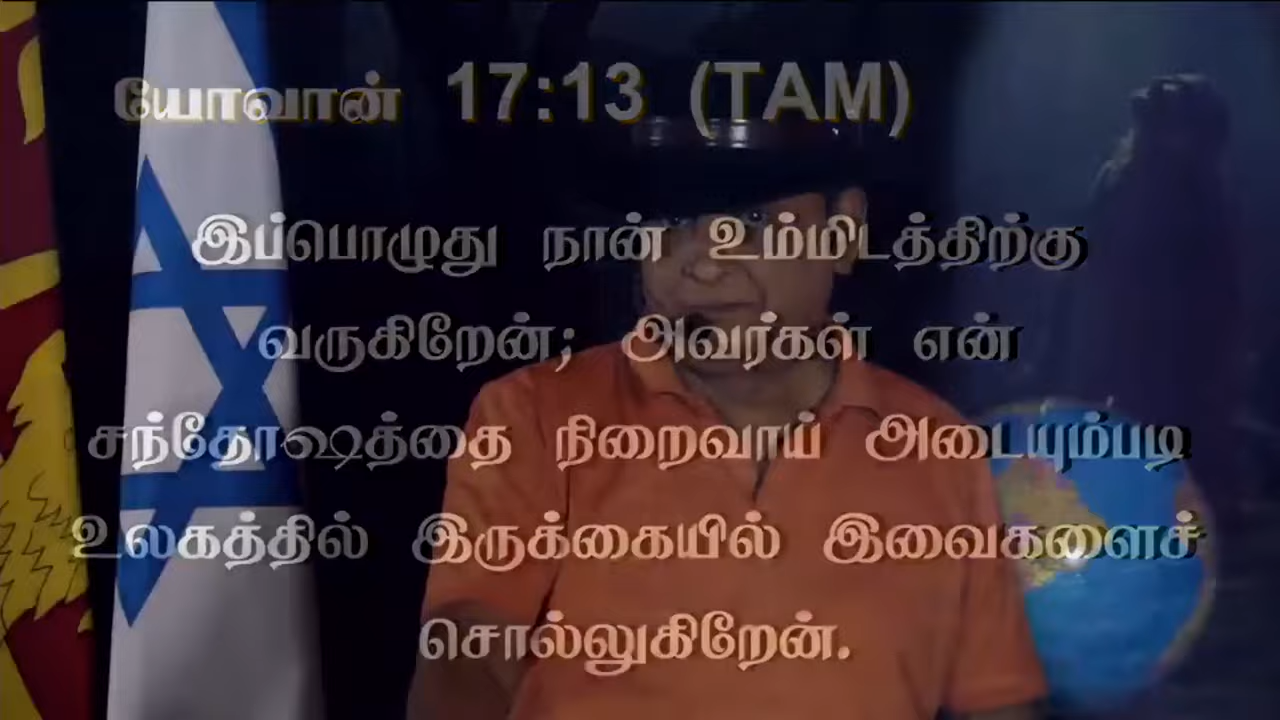 யோவான் 17:13 (TAM)
இப்பொழுது நான் உம்மிடத்திற்கு
வருகிறேன்; அவர்கள் என்
சந்தோஷத்தை நிறைவாய் அடையும்படி
உலகத்தில் இருக்கையில் இவைகளைச்
சொல்லுகிறேன்.